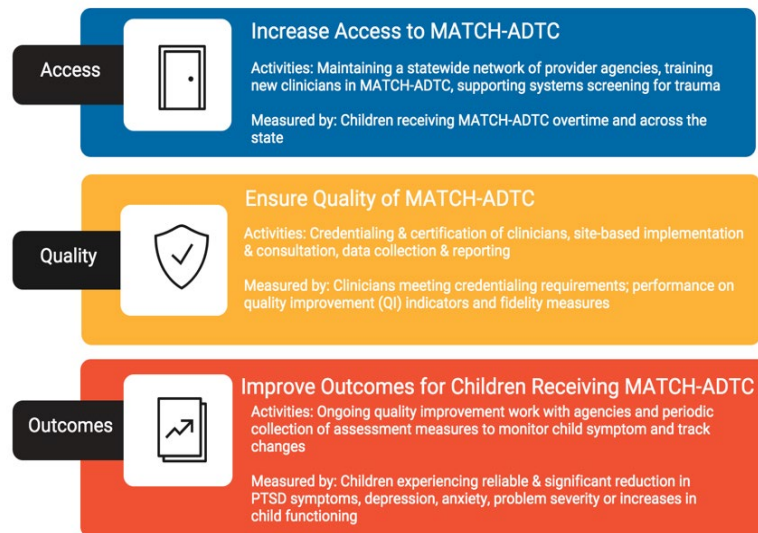 Increase Access to MATCH-ADTC
Access
Activities: Maintaining a statewide network of provider agencies, training
new clinicians in MATCH-ADTC, supporting systems screening for trauma
Measured by: Children receiving MATCH-ADTC overtime and across the
state
Ensure Quality of MATCH-ADTC
Quality
Activities: Credentialing & certification of clinicians, site-based implementation
& consultation, data collection & reporting
Measured by: Clinicians meeting credentialing requirements; performance on
quality improvement (QI) indicators and fidelity measures
Improve Outcomes for Children Receiving MATCH-ADTC
Outcomes
Activities: Ongoing quality improvement work with agencies and periodic
collection of assessment measures to monitor child symptom and track
changes
Measured by: Children experiencing reliable & significant reduction in
PTSD symptoms, depression, anxiety, problem severity or increases in
child functioning